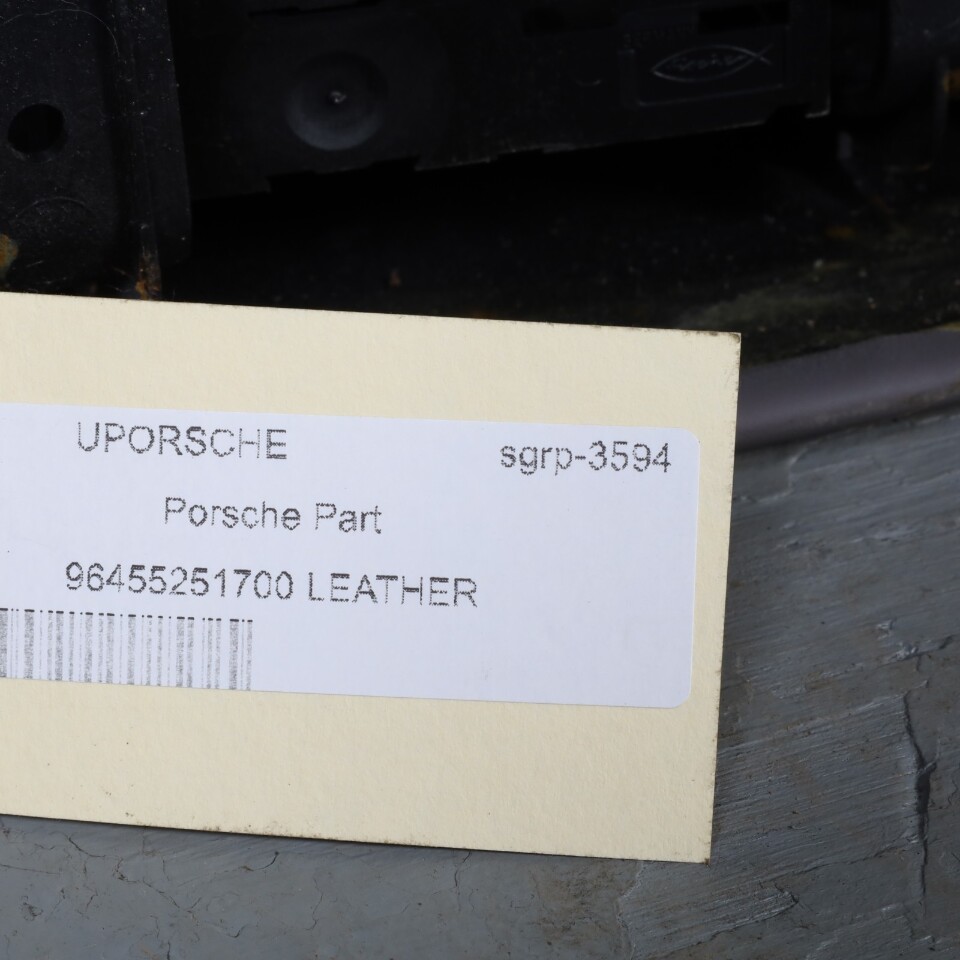 UPORSCHE sgrp-3594
Porsche Part
96455251700 LEATHER